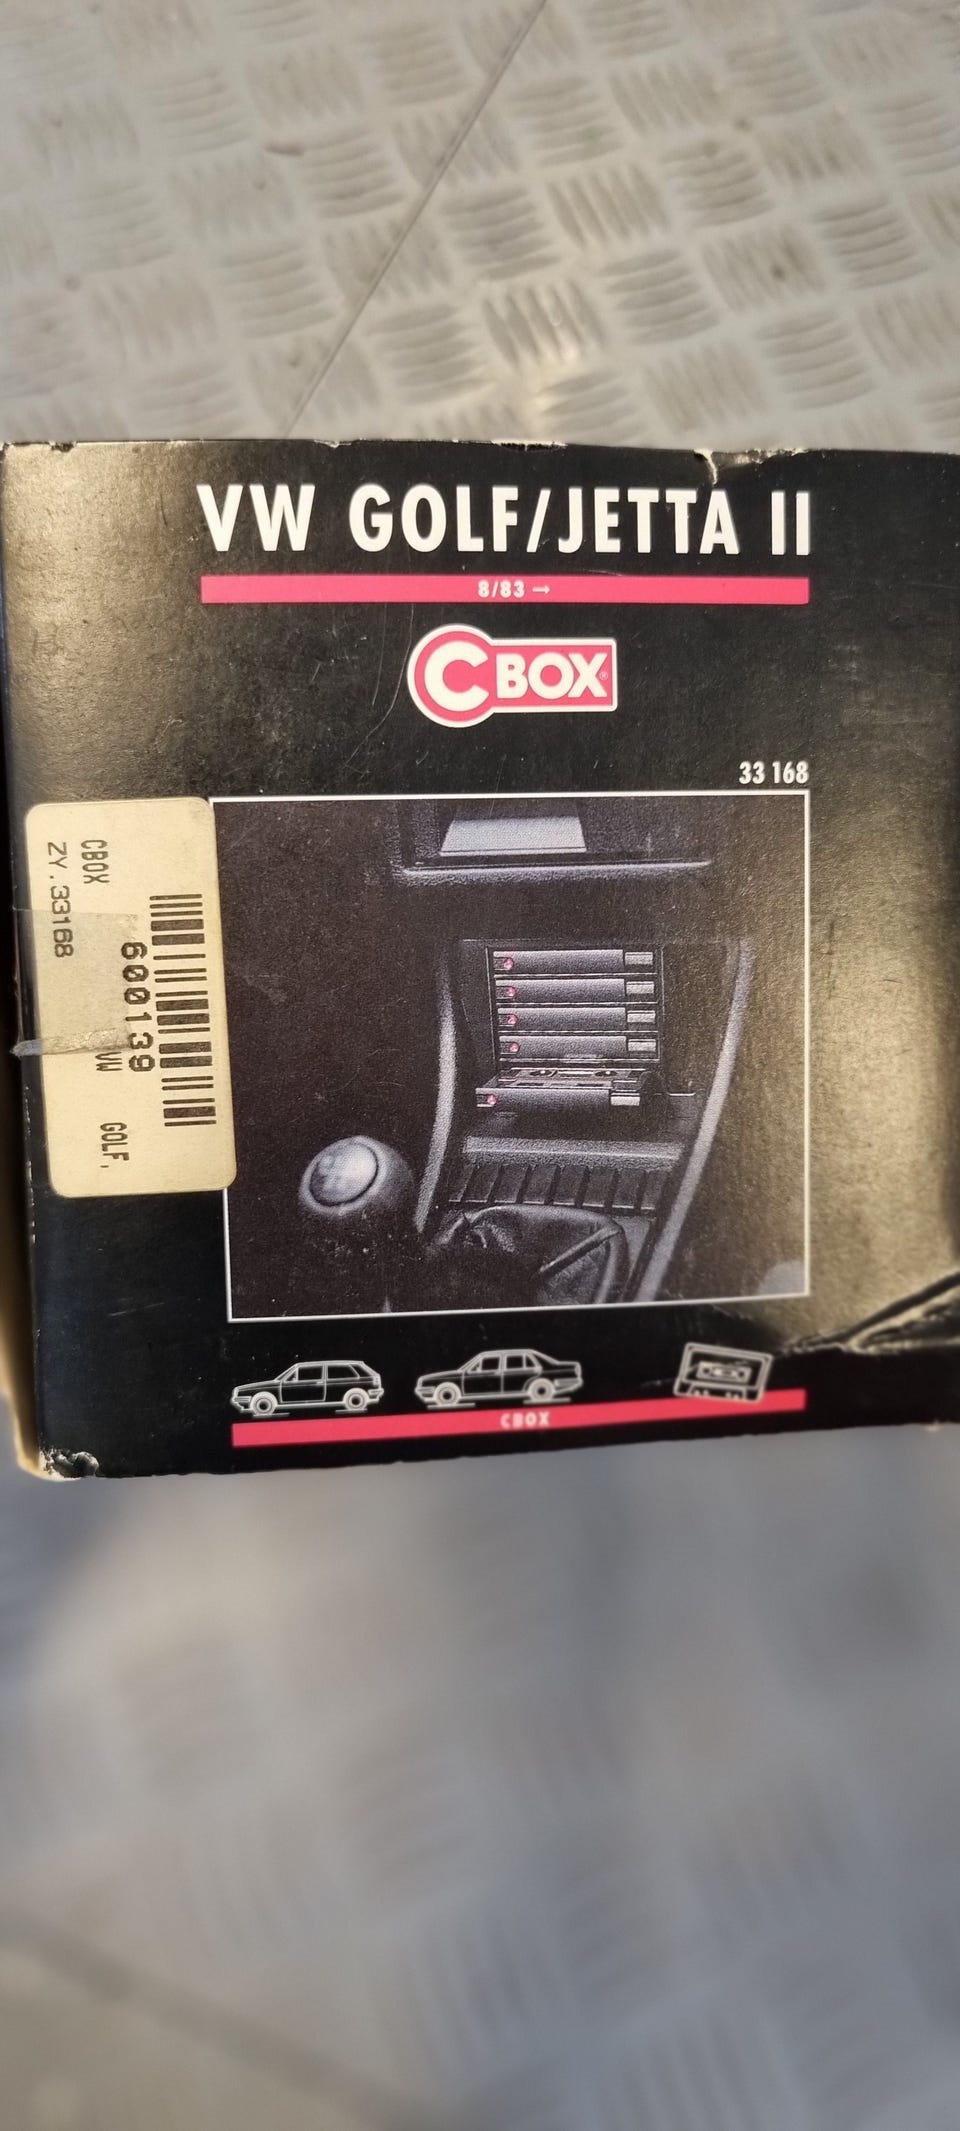 VW GOLF/JETTA II
8/83 →
CBOX®
33 168
CBOX
ZY.33168
600139
VW GOLF,
CBOX